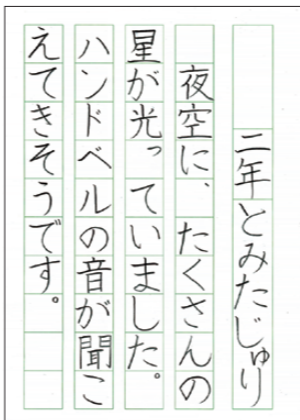 二年とみたじゅり
夜空に、たくさんの
星が光っていました。
ハンドベルの音が聞こ
えてきそうです。